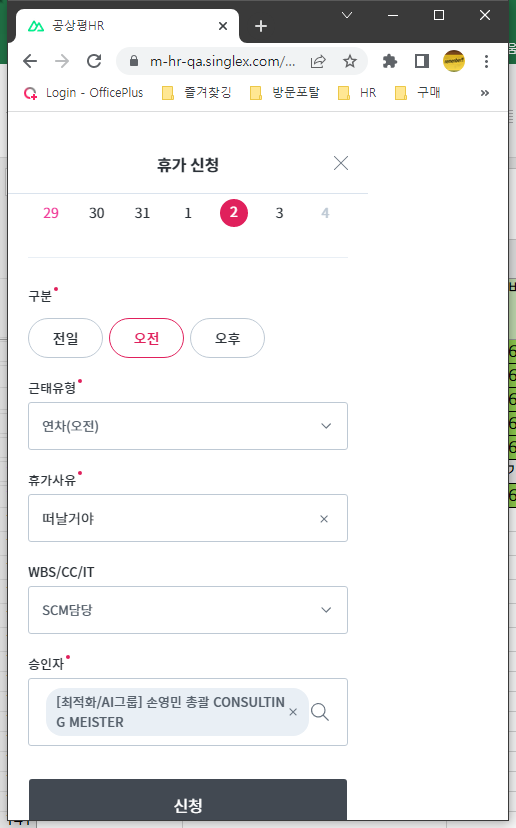 공상평HR
m-hr-qa.singlex.com/...
Login - OfficePlus
즐겨찾깅
방문포탈
HR
구매
»
휴가 신청
29 30 31 1 2 3 4
구분
전일 오전 오후
근태유형
연차(오전)
휴가사유
떠날거야
WBS/CC/IT
SCM담당
승인자
[최적화/AI그룹] 손영민 총괄 CONSULTIN
G MEISTER
신청